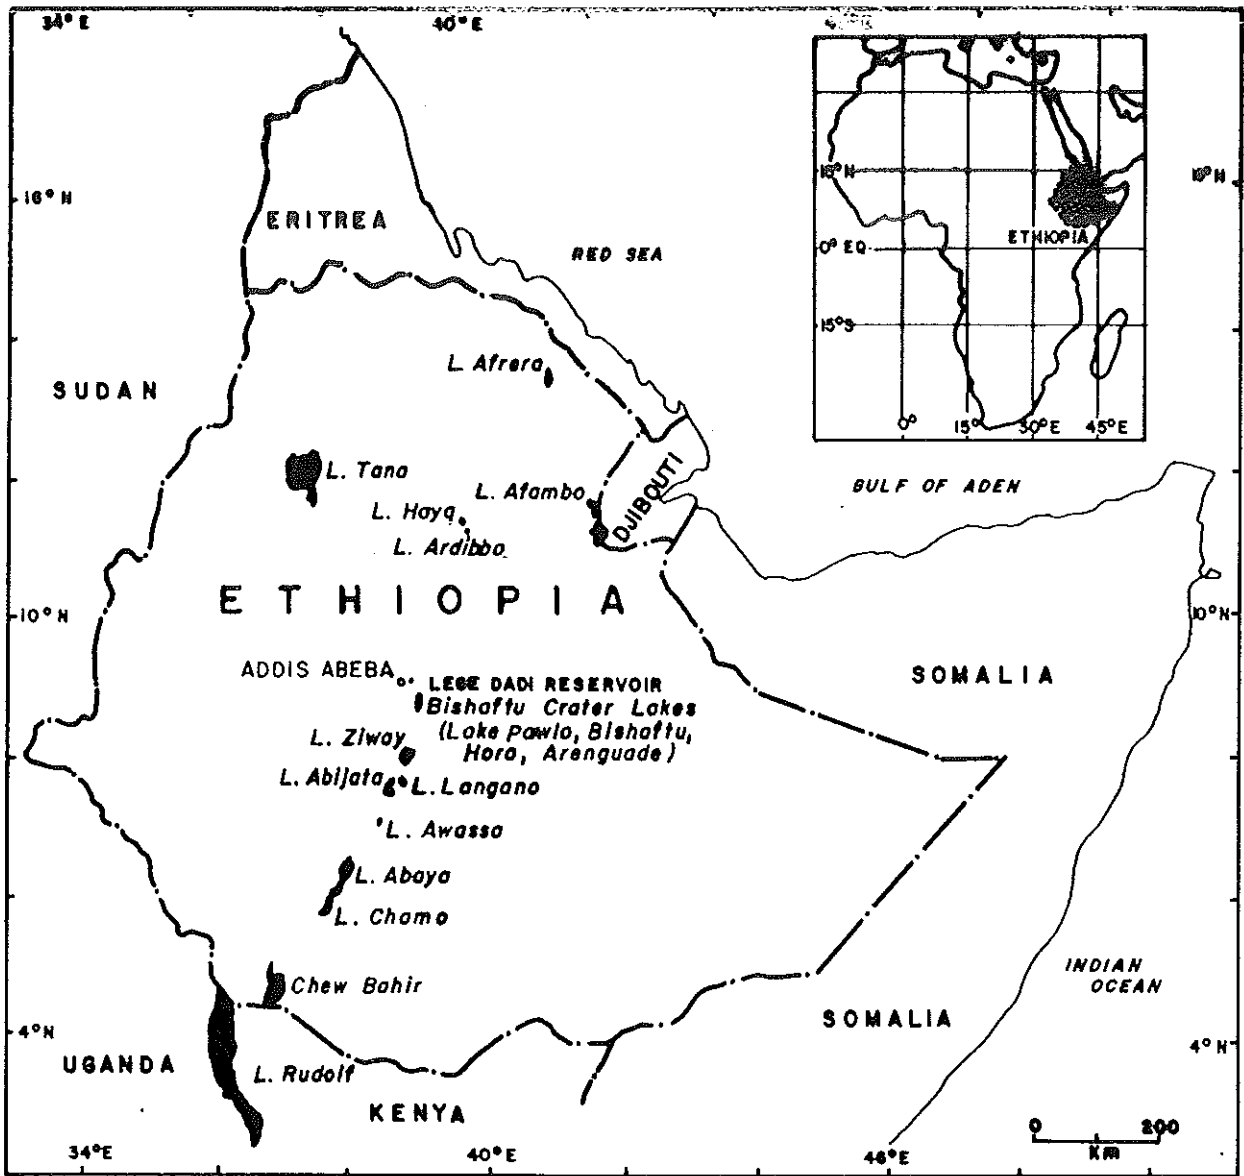 34°E
40°E
16°N
ERITREA
RED SEA
15°N
ETHIOPIA
0° EQ
15°S
0°
15°
30°E
45°E
SUDAN
L. Afrera
L. Tana
L. Afambo
DJIBOUTI
GULF OF ADEN
L. Hayq
L. Ardibbo
ETHIOPIA
10°N
10°N
ADDIS ABEBA
LEGE DADI RESERVOIR
SOMALIA
Bishoftu Crater Lakes
(Lake Pawlo, Bishaftu,
Hora, Arenguade)
L. Ziway
L. Abijata
L. Langano
L. Awassa
L. Abaya
L. Chamo
Chew Bahir
INDIAN
OCEAN
SOMALIA
4°N
4°N
UGANDA
L. Rudolf
KENYA
0
200
Km
34°E
40°E
46°E